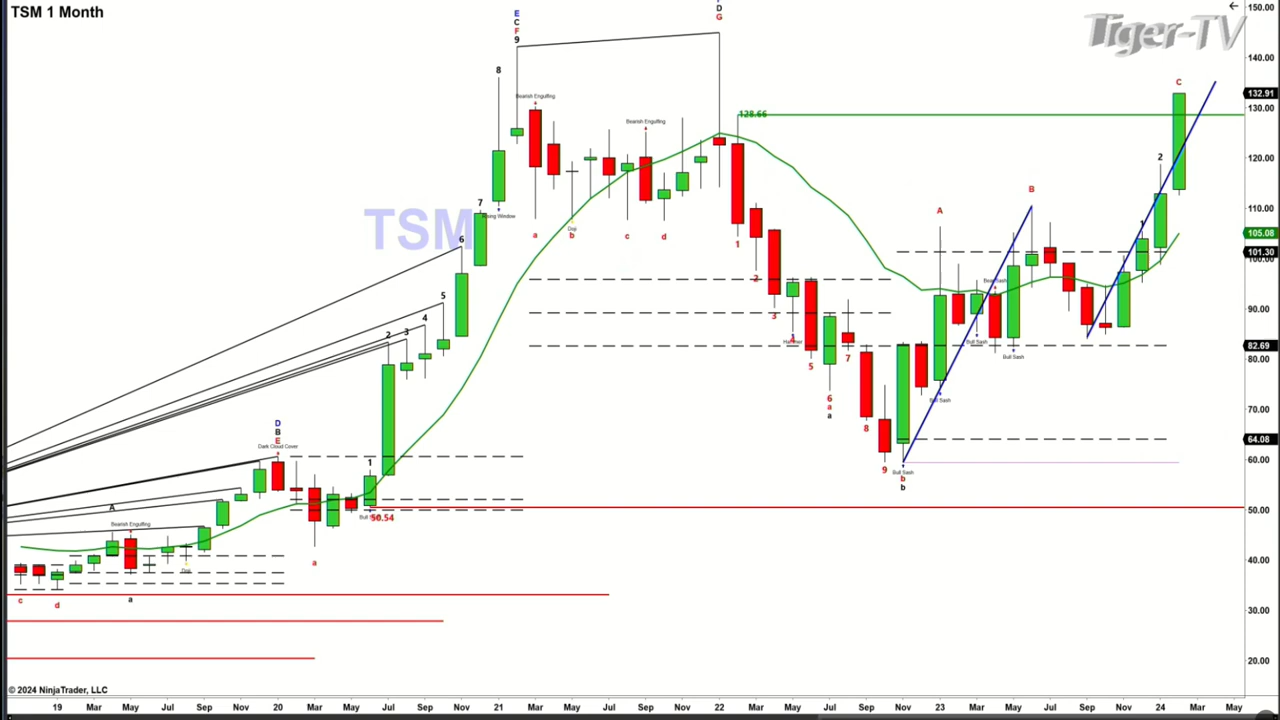 TSM 1 Month
Tiger-TV
150.00
140.00
132.91
130.00
120.00
110.00
105.08
101.30
100.00
90.00
82.69
80.00
70.00
64.08
60.00
50.00
40.00
30.00
20.00
E
C
F
9
D
G
8
Bearish Engulfing
Bearish Engulfing
128.66
C
2
7
Rising Window
TSM
6
a
b
Doji
c
d
1
A
B
1
5
4
3
2
2
3
Bear Sash
Bull Sash
Bull Sash
4
5
7
6
a
a
Bull Sash
8
9
Bull Sash
b
b
D
B
E
Dark Cloud Cover
1
50.54
A
Bearish Engulfing
Doji
a
c
d
a
© 2024 NinjaTrader, LLC
19 Mar May Jul Sep Nov 20 Mar May Jul Sep Nov 21 Mar May Jul Sep Nov 22 Mar May Jul Sep Nov 23 Mar May Jul Sep Nov 24 Mar May